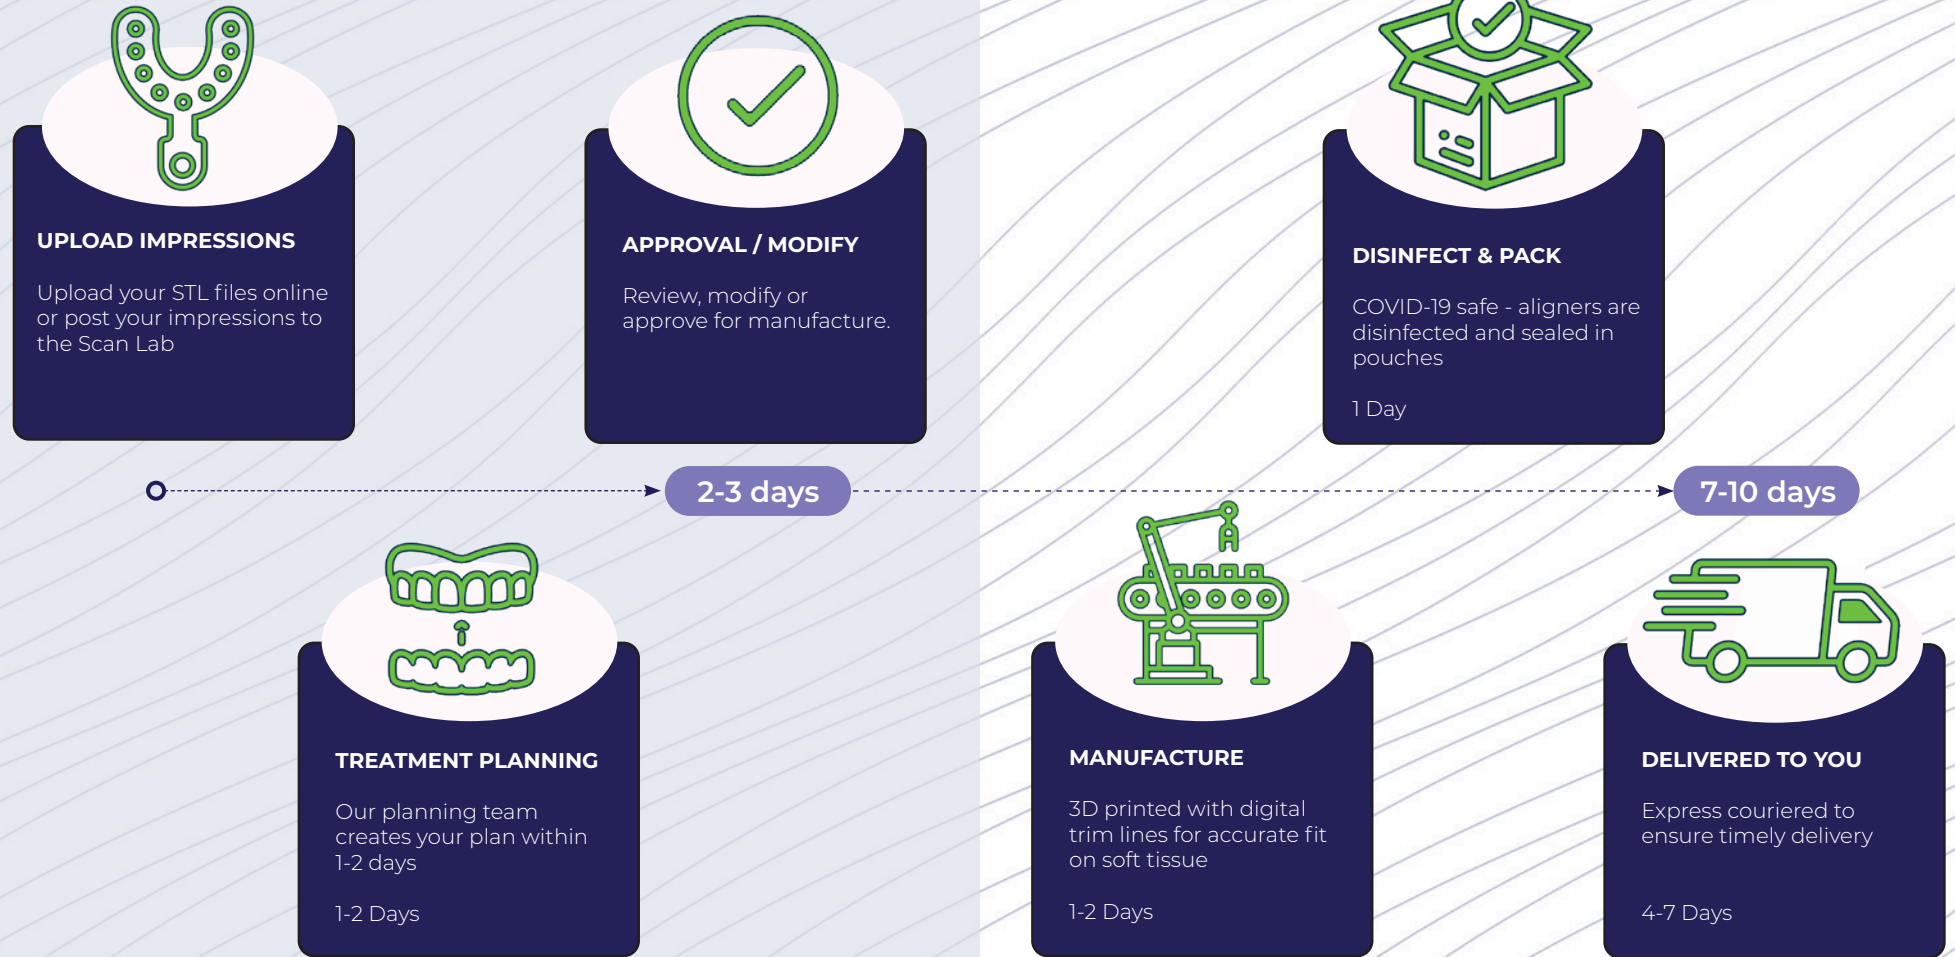 UPLOAD IMPRESSIONS
Upload your STL files online
or post your impressions to
the Scan Lab
APPROVAL / MODIFY
Review, modify or
approve for manufacture.
DISINFECT & PACK
COVID-19 safe - aligners are
disinfected and sealed in
pouches
1 Day
2-3 days
7-10 days
TREATMENT PLANNING
Our planning team
creates your plan within
1-2 days
1-2 Days
MANUFACTURE
3D printed with digital
trim lines for accurate fit
on soft tissue
1-2 Days
DELIVERED TO YOU
Express couriered to
ensure timely delivery
4-7 Days